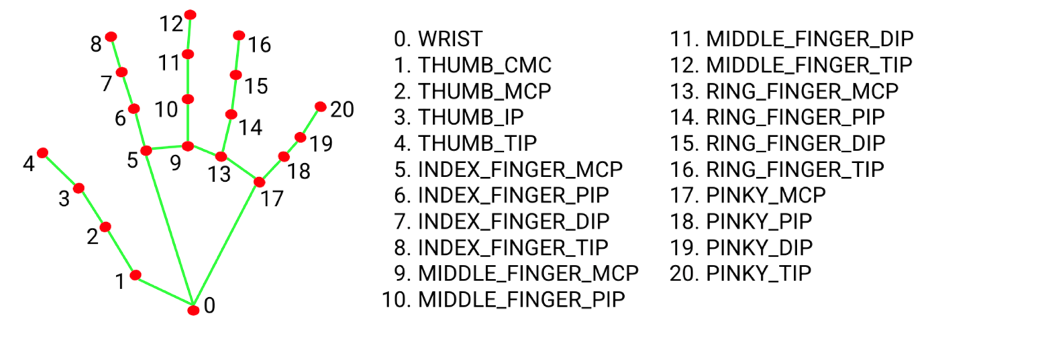 12
8
16
11
7
15
10
6
20
14
19
5
9
4
13
18
3
17
2
1
0
0. WRIST
1. THUMB_CMC
2. THUMB_MCP
3. THUMB_IP
4. THUMB_TIP
5. INDEX_FINGER_MCP
6. INDEX_FINGER_PIP
7. INDEX_FINGER_DIP
8. INDEX_FINGER_TIP
9. MIDDLE_FINGER_MCP
10. MIDDLE_FINGER_PIP
11. MIDDLE_FINGER_DIP
12. MIDDLE_FINGER_TIP
13. RING_FINGER_MCP
14. RING_FINGER_PIP
15. RING_FINGER_DIP
16. RING_FINGER_TIP
17. PINKY_MCP
18. PINKY_PIP
19. PINKY_DIP
20. PINKY_TIP